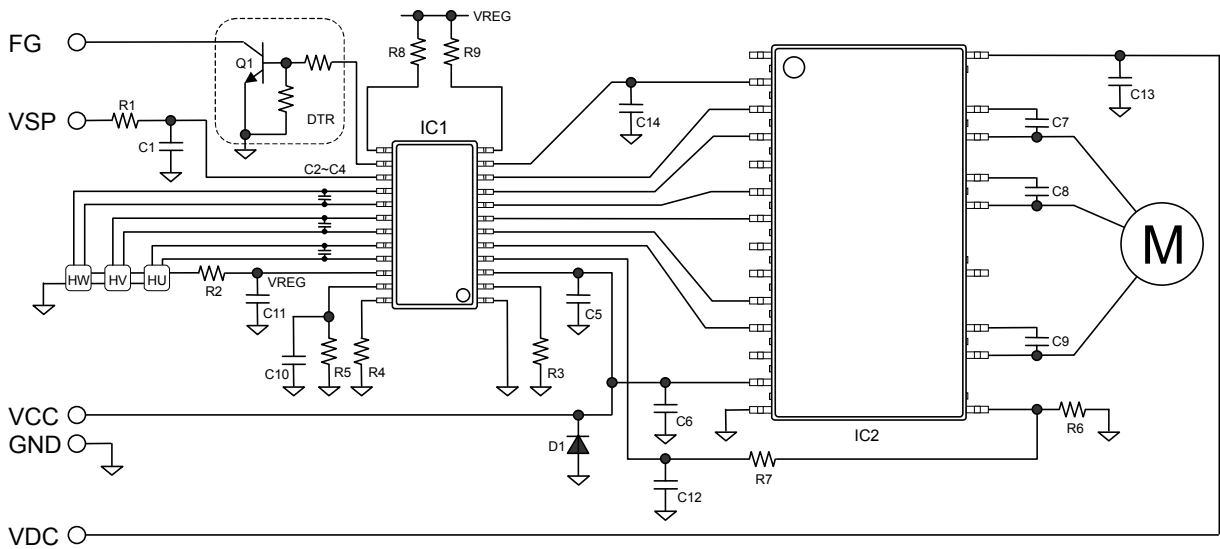 VREG
FG
R8
R9
Q1
DTR
C13
VSP
R1
C1
C14
C7
IC1
C2~C4
C8
M
HW
HV
HU
R2
VREG
C11
C5
C9
C10
R5
R4
R3
VCC
C6
R6
GND
D1
IC2
R7
C12
VDC